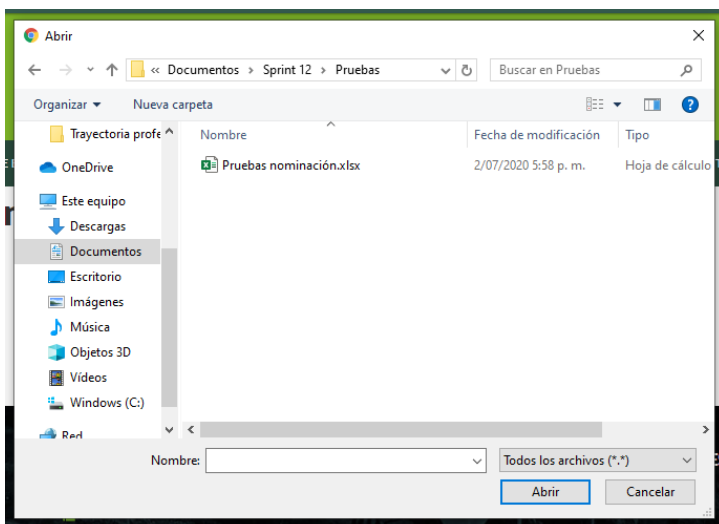 Abrir
« Documentos > Sprint 12 > Pruebas
Buscar en Pruebas
Organizar
Nueva carpeta
?
Nombre
Fecha de modificación
Tipo
Trayectoria profe
OneDrive
Este equipo
Descargas
Documentos
Escritorio
Imágenes
Música
Objetos 3D
Vídeos
Windows (C:)
Red
Pruebas nominación.xlsx
2/07/2020 5:58 p. m.
Hoja de cálculo
Nombre:
Todos los archivos (*.*)
Abrir
Cancelar